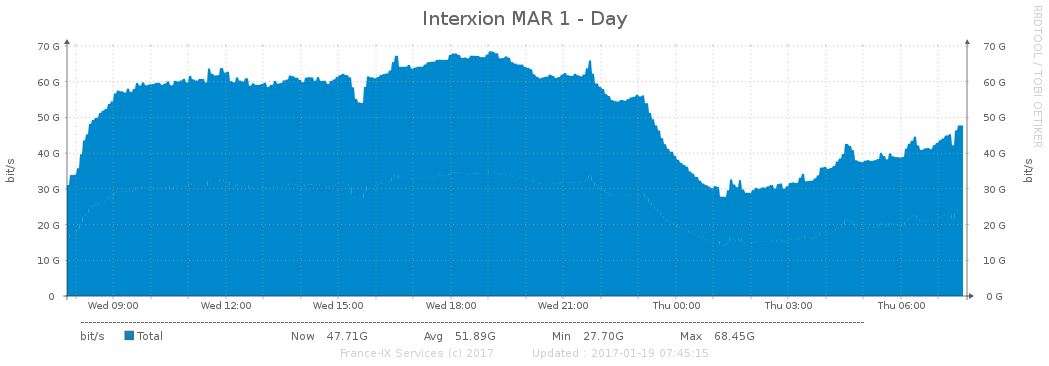 Interxion MAR 1 - Day
RRDTOOL / TOBI OETIKER
bit/s
70 G 70 G
60 G 60 G
50 G 50 G
40 G 40 G
30 G 30 G
20 G 20 G
10 G 10 G
0 0 G
bit/s
Wed 09:00 Wed 12:00 Wed 15:00 Wed 18:00 Wed 21:00 Thu 00:00 Thu 03:00 Thu 06:00
bit/s Total Now 47.71G Avg 51.89G Min 27.70G Max 68.45G
France-IX Services (c) 2017 Updated : 2017-01-19 07:45:15